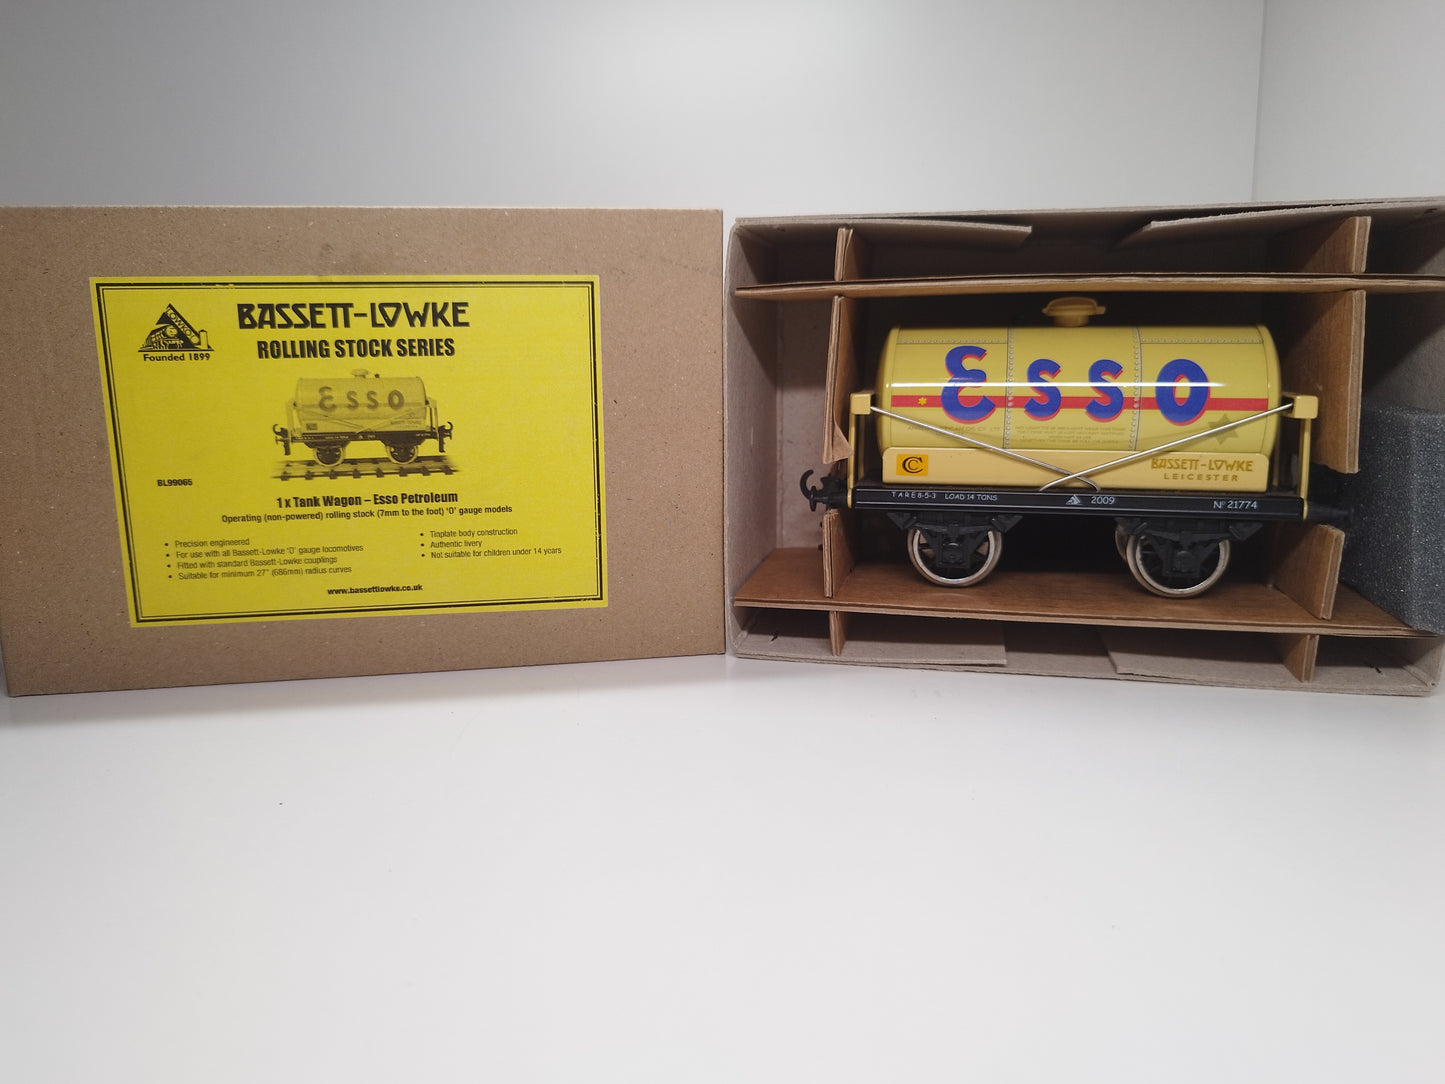 LOWKO
Founded 1899
BASSETT-LOWKE
ROLLING STOCK SERIES
Esso
BL99065
1 x Tank Wagon – Esso Petroleum
Operating (non-powered) rolling stock (7mm to the foot) 'O' gauge models
• Precision engineered
• For use with all Bassett-Lowke 'O' gauge locomotives
• Fitted with standard Bassett-Lowke couplings
• Suitable for minimum 27" (686mm) radius curves
• Tinplate body construction
• Authentic livery
• Not suitable for children under 14 years
www.bassettlowke.co.uk
Esso
CC
BASSETT-LOWKE
LEICESTER
TARE 8-5-3 LOAD 14 TONS 2009 Nº 21774